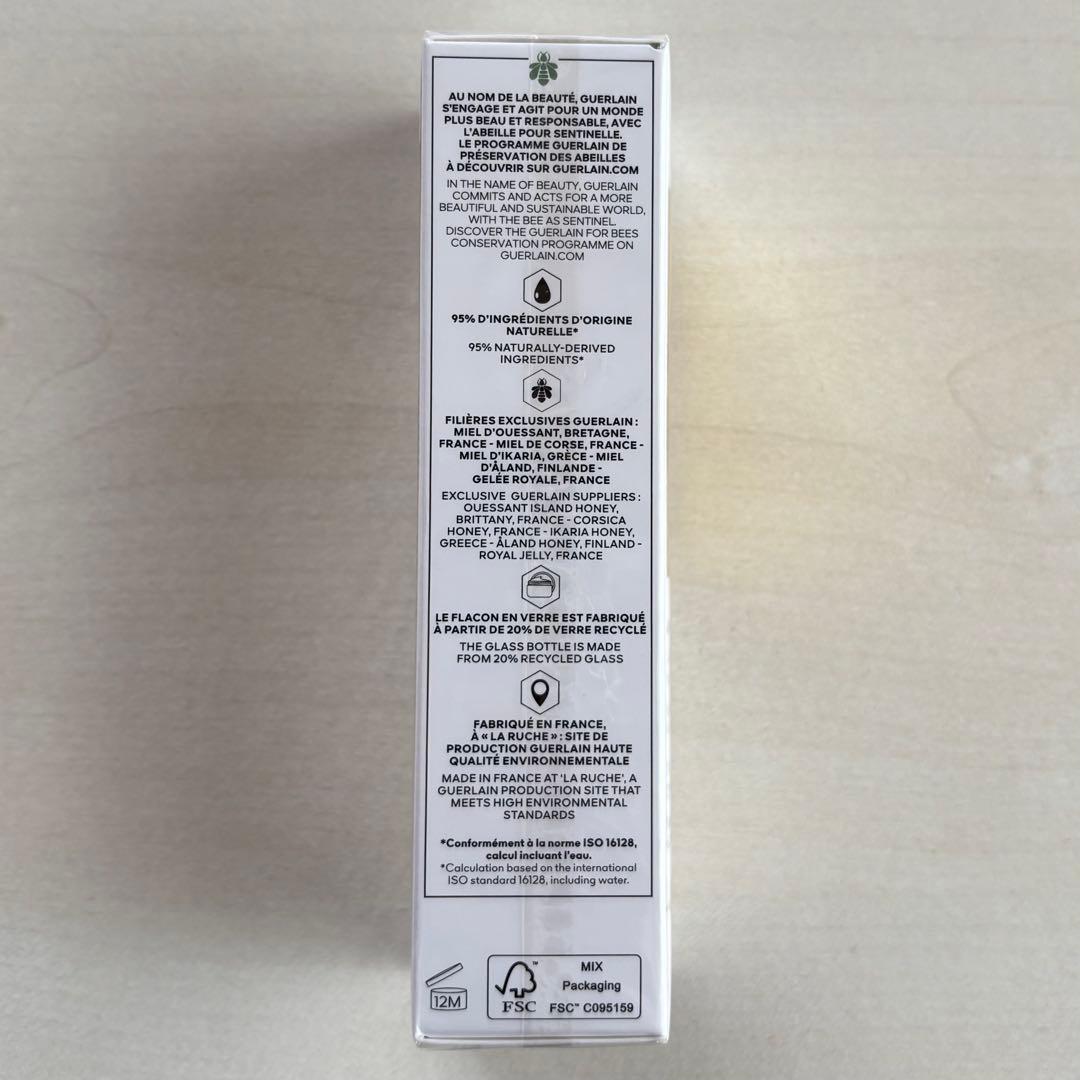 AU NOM DE LA BEAUTÉ, GUERLAIN
S'ENGAGE ET AGIT POUR UN MONDE
PLUS BEAU ET RESPONSABLE, AVEC
L'ABEILLE POUR SENTINELLE.
LE PROGRAMME GUERLAIN DE
PRÉSERVATION DES ABEILLES
À DÉCOUVRIR SUR GUERLAIN.COM
IN THE NAME OF BEAUTY, GUERLAIN
COMMITS AND ACTS FOR A MORE
BEAUTIFUL AND SUSTAINABLE WORLD,
WITH THE BEE AS SENTINEL.
DISCOVER THE GUERLAIN FOR BEES
CONSERVATION PROGRAMME ON
GUERLAIN.COM
95% D'INGRÉDIENTS D'ORIGINE
NATURELLE*
95% NATURALLY-DERIVED
INGREDIENTS*
FILIÈRES EXCLUSIVES GUERLAIN :
MIEL D'OUESSANT, BRETAGNE,
FRANCE - MIEL DE CORSE, FRANCE -
MIEL D'IKARIA, GRÈCE - MIEL
D'ÅLAND, FINLANDE -
GELÉE ROYALE, FRANCE
EXCLUSIVE GUERLAIN SUPPLIERS :
OUESSANT ISLAND HONEY,
BRITTANY, FRANCE - CORSICA
HONEY, FRANCE - IKARIA HONEY,
GREECE - ÅLAND HONEY, FINLAND -
ROYAL JELLY, FRANCE
LE FLACON EN VERRE EST FABRIQUÉ
À PARTIR DE 20% DE VERRE RECYCLÉ
THE GLASS BOTTLE IS MADE
FROM 20% RECYCLED GLASS
FABRIQUÉ EN FRANCE,
À « LA RUCHE » : SITE DE
PRODUCTION GUERLAIN HAUTE
QUALITÉ ENVIRONNEMENTALE
MADE IN FRANCE AT 'LA RUCHE', A
GUERLAIN PRODUCTION SITE THAT
MEETS HIGH ENVIRONMENTAL
STANDARDS
*Conformément à la norme ISO 16128,
calcul incluant l'eau.
*Calculation based on the international
ISO standard 16128, including water.
12M
FSC™
MIX
Packaging
FSC™ C095159